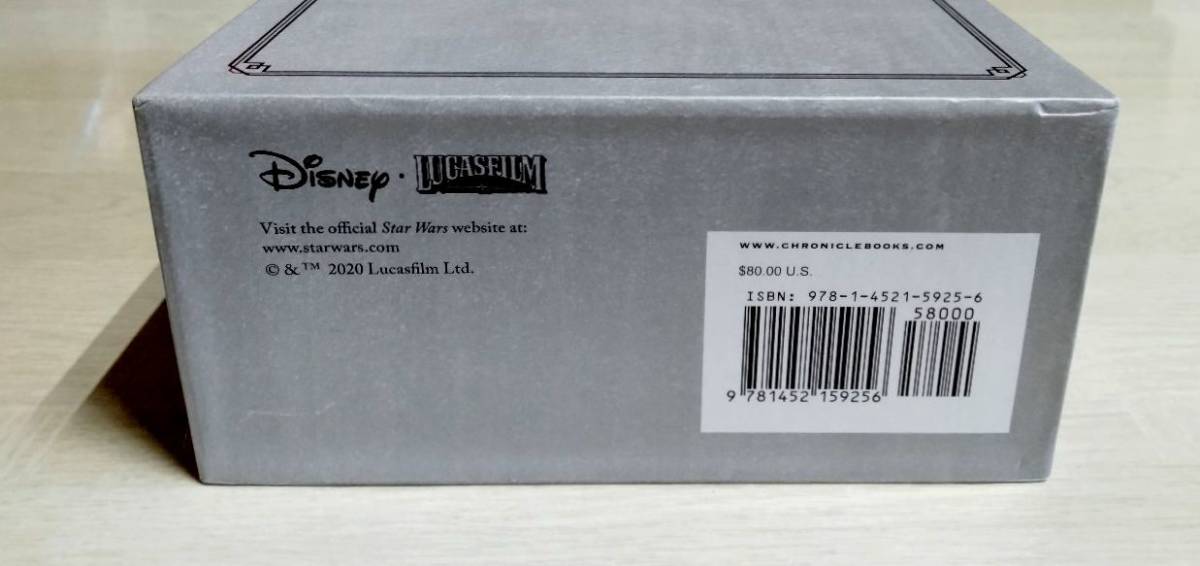 Disney · LUCASFILM
Visit the official Star Wars website at:
www.starwars.com
© & ™ 2020 Lucasfilm Ltd.
WWW.CHRONICLEBOOKS.COM
$80.00 U.S.
ISBN: 978-1-4521-5925-6
58000
9 781452 159256